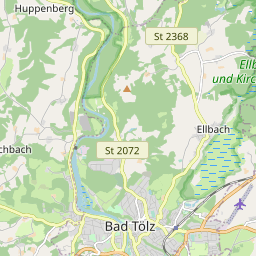 Huppenberg
St 2368
Ellb
und Kirc
Ellbach
chbach
St 2072
Bad Tölz